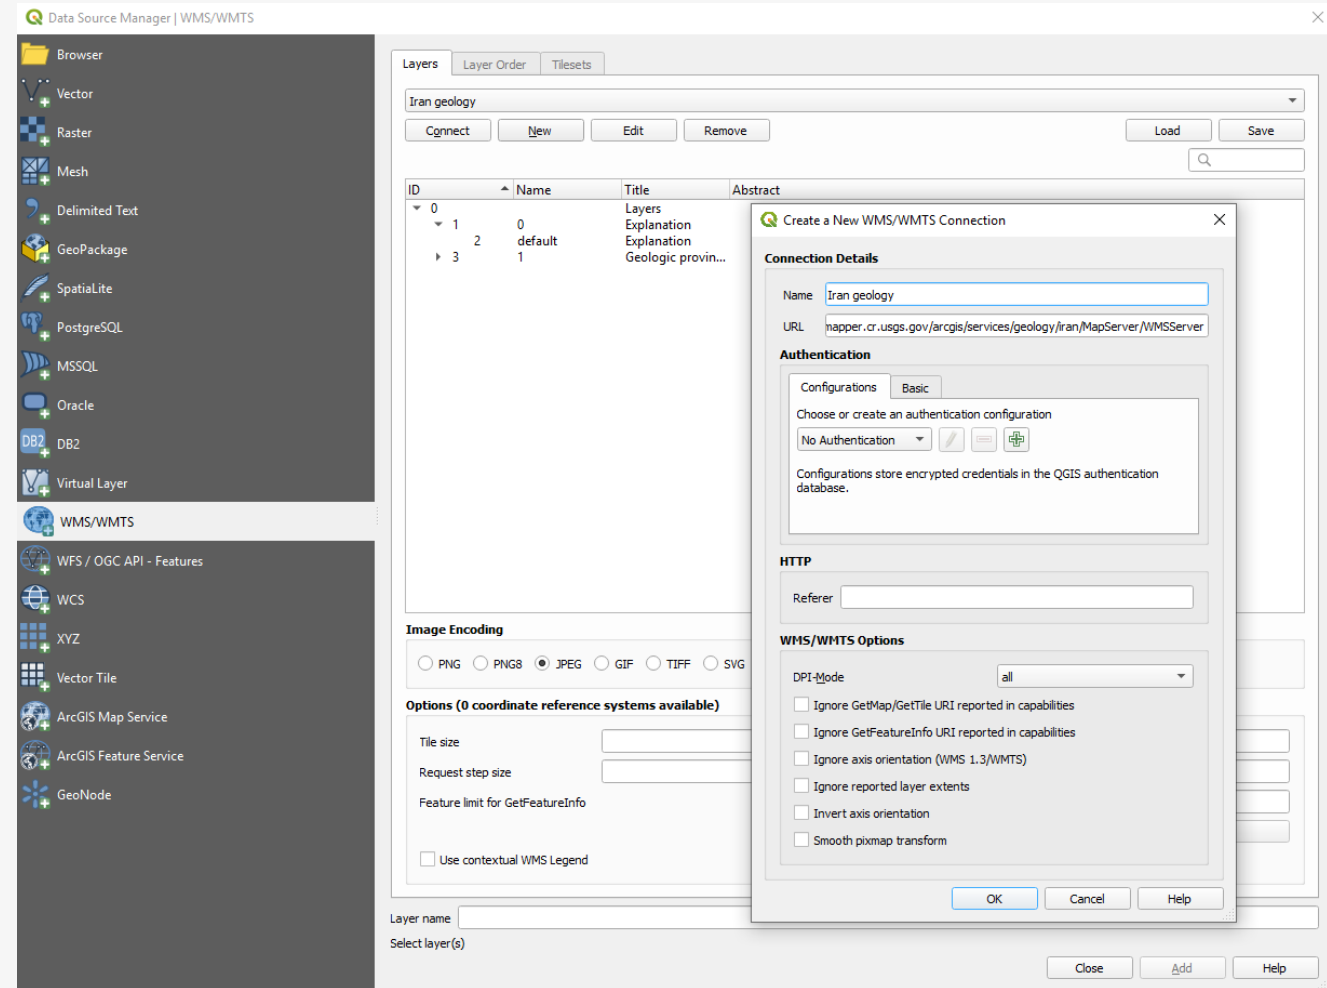 Data Source Manager | WMS/WMTS
Browser
Vector
Raster
Mesh
Delimited Text
GeoPackage
SpatiaLite
PostgreSQL
MSSQL
Oracle
DB2 DB2
Virtual Layer
WMS/WMTS
WFS / OGC API - Features
WCS
XYZ
Vector Tile
ArcGIS Map Service
ArcGIS Feature Service
GeoNode
Layers Layer Order Tilesets
Iran geology
Connect New Edit Remove Load Save
ID Name Title Abstract
0 Layers
1 0 Explanation
2 default Explanation
3 1 Geologic provin...
Image Encoding
PNG PNG8 JPEG GIF TIFF SVG
Options (0 coordinate reference systems available)
Tile size
Request step size
Feature limit for GetFeatureInfo
Use contextual WMS Legend
Layer name
Select layer(s)
Close Add Help
Create a New WMS/WMTS Connection
Connection Details
Name Iran geology
URL mapper.cr.usgs.gov/arcgis/services/geology/iran/MapServer/WMSServer
Authentication
Configurations Basic
Choose or create an authentication configuration
No Authentication
Configurations store encrypted credentials in the QGIS authentication
database.
HTTP
Referer
WMS/WMTS Options
DPI-Mode all
Ignore GetMap/GetTile URI reported in capabilities
Ignore GetFeatureInfo URI reported in capabilities
Ignore axis orientation (WMS 1.3/WMTS)
Ignore reported layer extents
Invert axis orientation
Smooth pixmap transform
OK Cancel Help